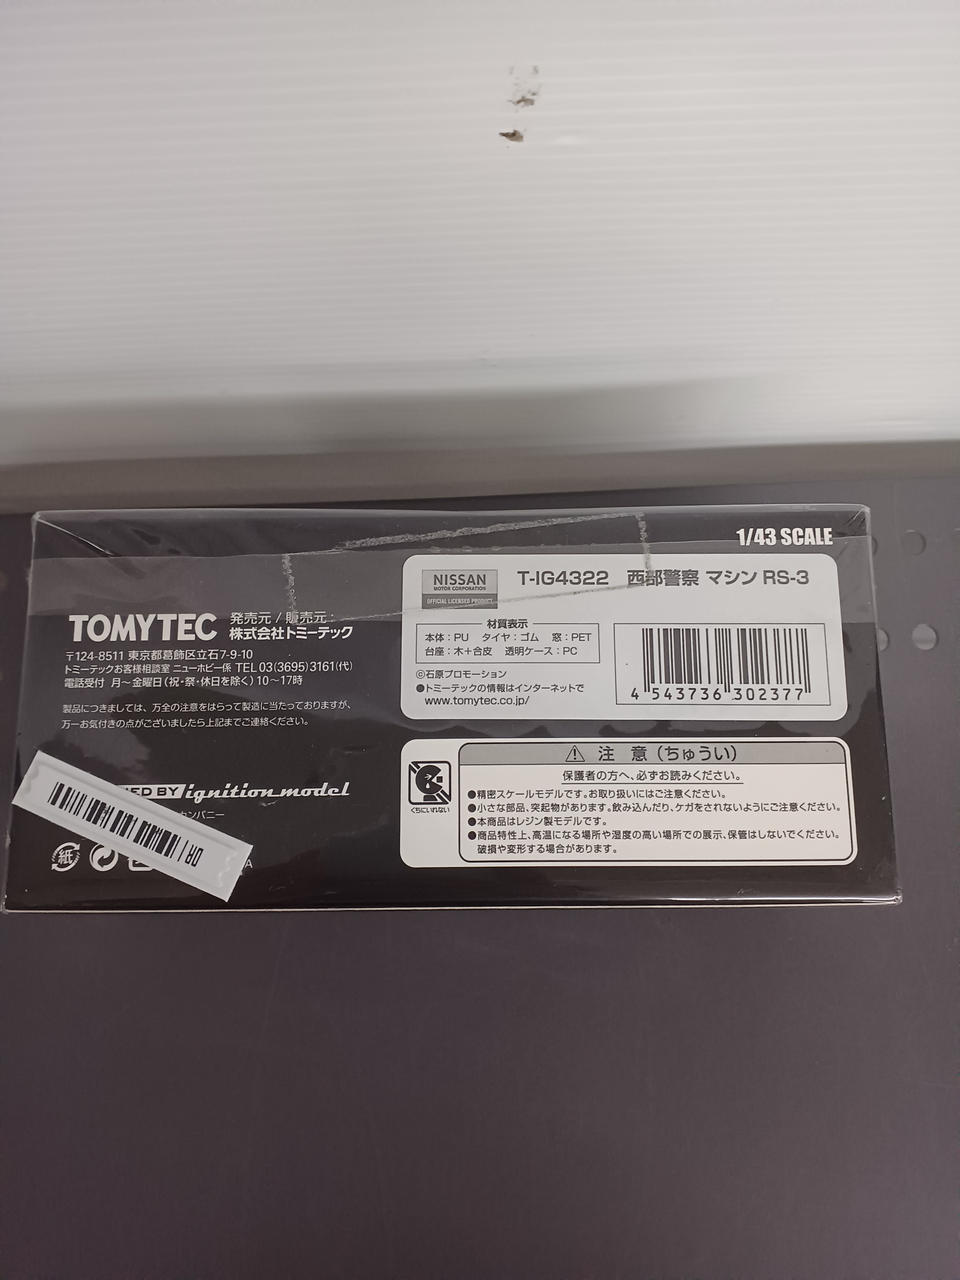 1/43 SCALE
TOMYTEC 発売元 / 販売元：
株式会社トミーテック
〒124-8511 東京都葛飾区立石7-9-10
トミーテックお客様相談室 ニューホビー係 TEL 03(3695)3161(代)
電話受付 月～金曜日(祝・祭・休日を除く) 10～17時
製品につきましては、万全の注意をはらって製造に当たっておりますが、
万一お気付きの点がございましたら上記までご連絡ください。
BY ignition model
カンパニー
紙
DR
NISSAN
MOTOR CORPORATION
OFFICIAL LICENSED PRODUCT
T-IG4322 西部警察 マシン RS-3
材質表示
本体：PU タイヤ：ゴム 窓：PET
台座：木＋合皮 透明ケース：PC
©石原プロモーション
●トミーテックの情報はインターネットで
www.tomytec.co.jp/
4 543736 302377
⚠ 注 意 (ちゅうい)
保護者の方へ、必ずお読みください。
くちにいれない
●精密スケールモデルです。お取り扱いにはご注意ください。
●小さな部品、突起物があります。飲み込んだり、ケガをされないようにご注意ください。
●本商品はレジン製モデルです。
●商品特性上、高温になる場所や湿度の高い場所での展示、保管はしないでください。
破損や変形する場合があります。